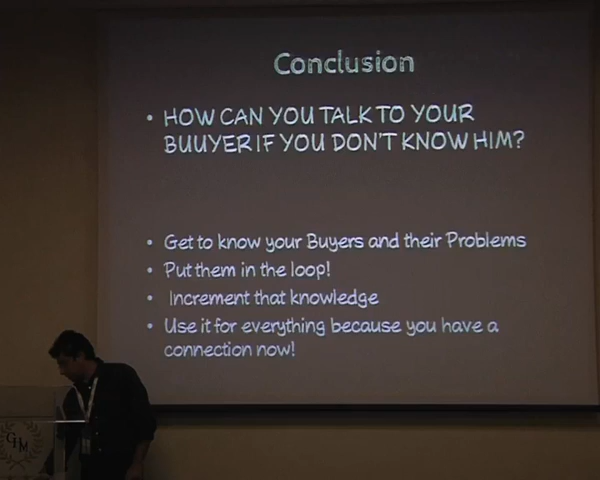 Conclusion
• HOW CAN YOU TALK TO YOUR
BUUYER IF YOU DON'T KNOW HIM?
• Get to know your Buyers and their Problems
• Put them in the loop!
• Increment that knowledge
• Use it for everything because you have a
connection now!
GHM